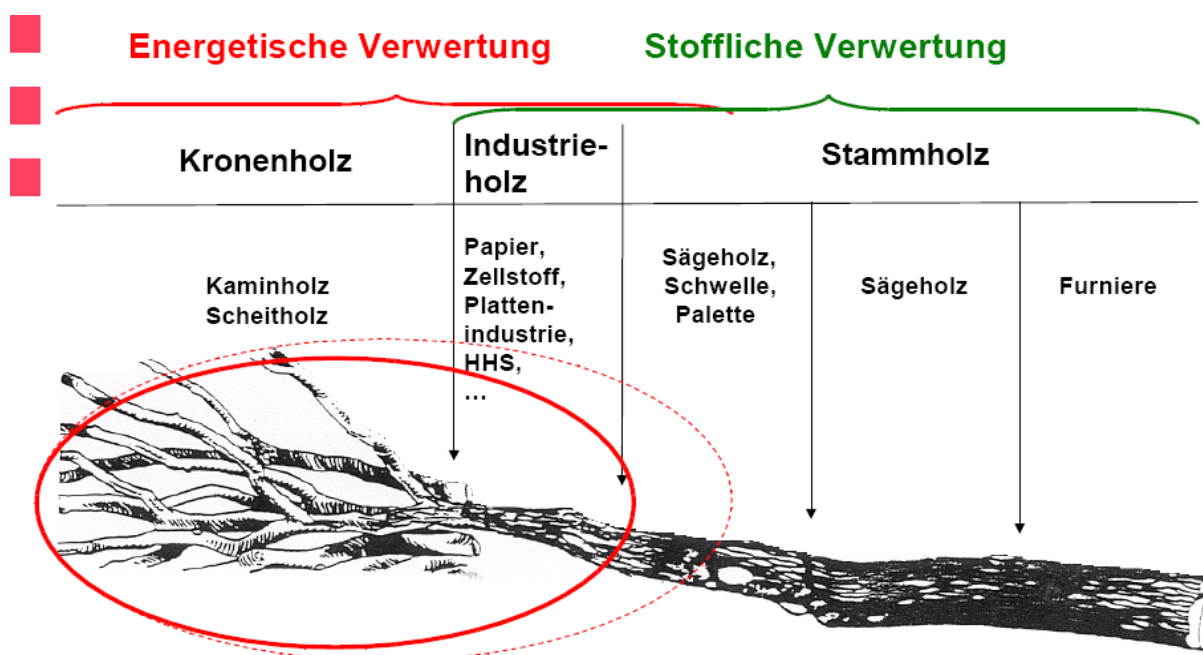 Energetische Verwertung
Stoffliche Verwertung
Kronenholz
Industrie-
holz
Stammholz
Kaminholz
Scheitholz
Papier,
Zellstoff,
Platten-
industrie,
HHS,
...
Sägeholz,
Schwelle,
Palette
Sägeholz
Furniere